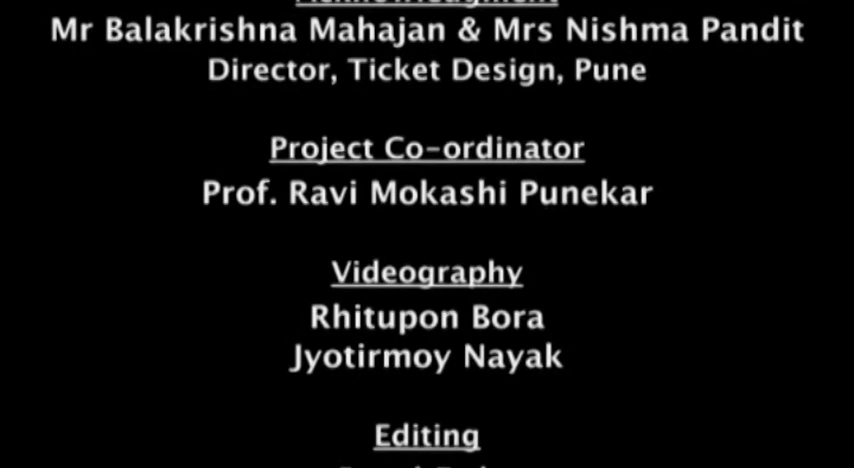 Acknowledgment
Mr Balakrishna Mahajan & Mrs Nishma Pandit
Director, Ticket Design, Pune
Project Co-ordinator
Prof. Ravi Mokashi Punekar
Videography
Rhitupon Bora
Jyotirmoy Nayak
Editing